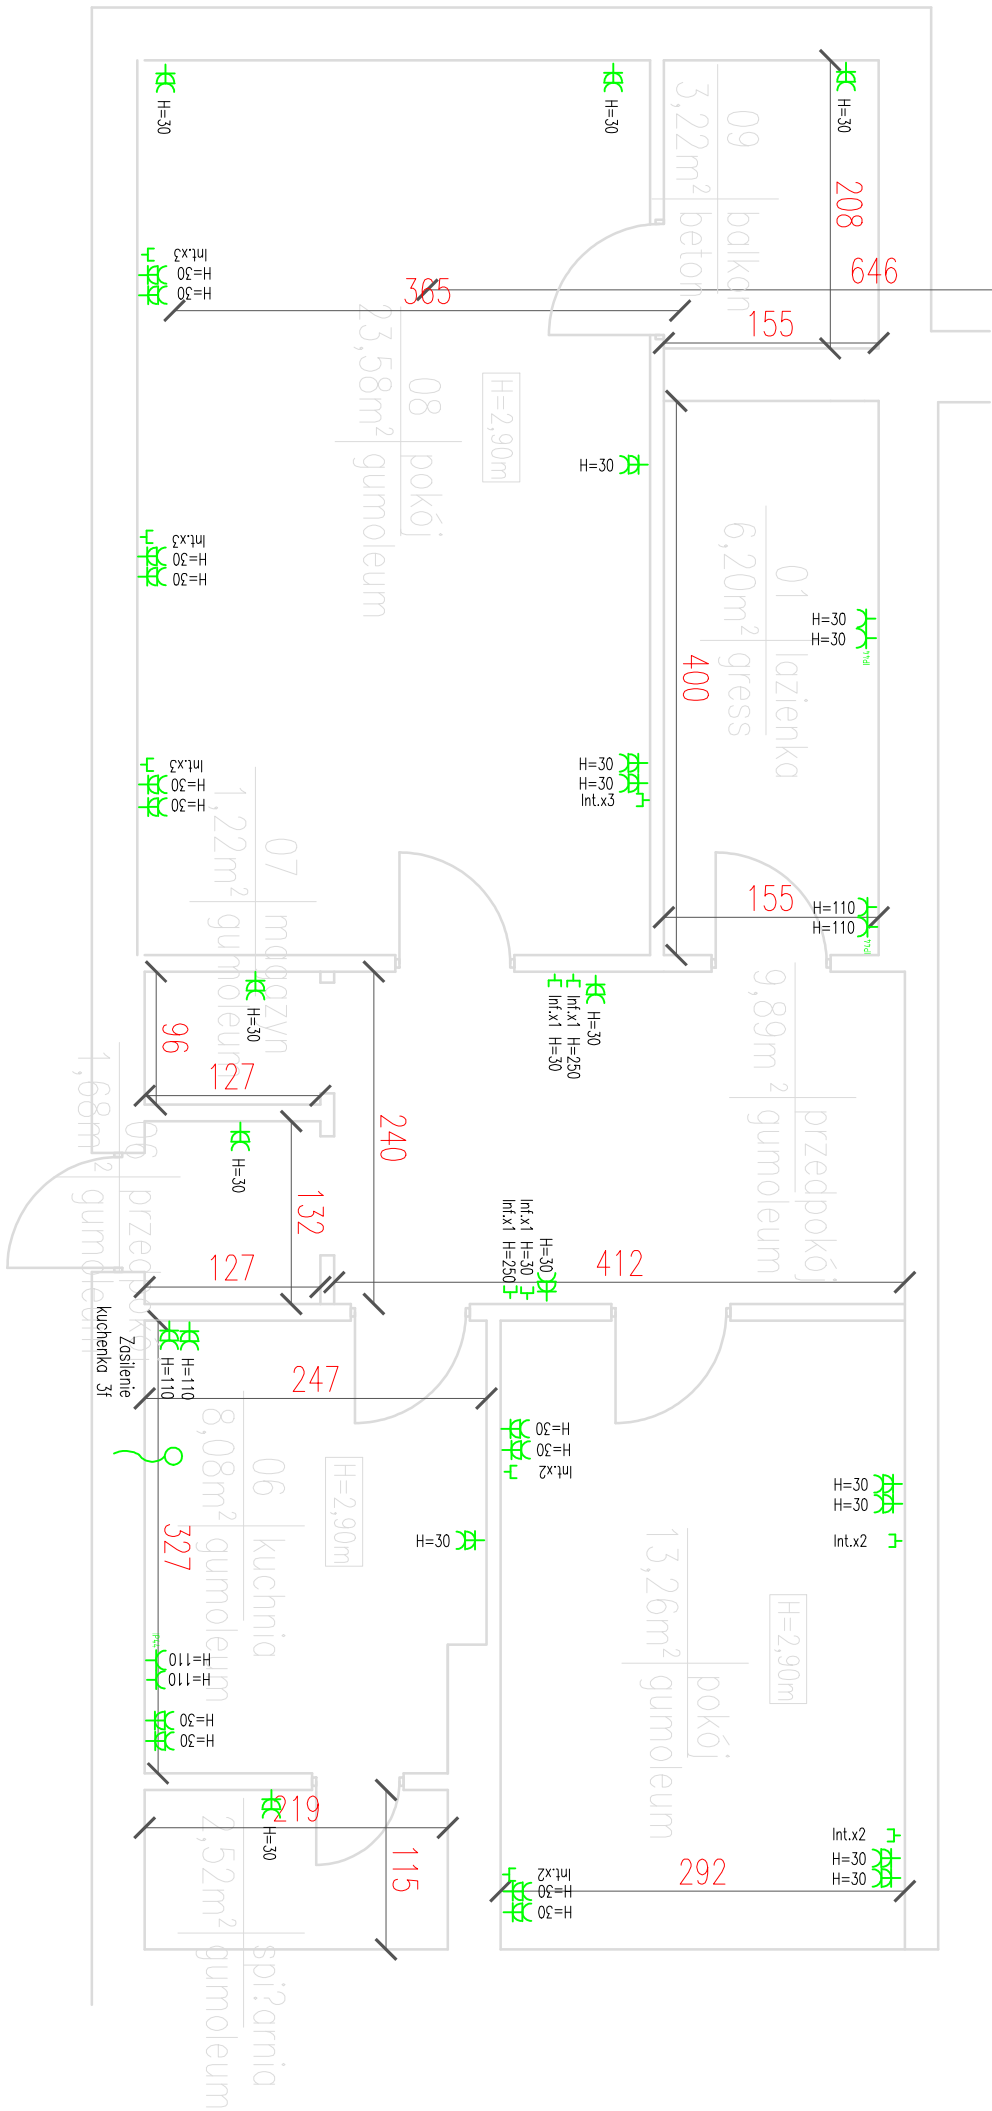 H=30
H=30
H=30
09 balkon
3,22m² beton
208
646
365
155
Int.x3
H=30
H=30
08 pokój
23,58m² gumoleum
H=2,90m
H=30
Int.x3
H=30
H=30
01 lazienka
6,20m² gress
H=30
H=30
400
Int.x3
H=30
H=30
H=30
H=30
Int.x3
07 magazyn
1,22m² gumoleum
155
H=110
H=110
H=30
96
127
Inf.x1 H=30
Inf.x1 H=250
H=30
przedpokój
9,89m² gumoleum
240
H=30
132
127
06 przedpokój
1,68m² gumoleum
Inf.x1 H=250
Inf.x1 H=30
H=30
412
Zasilenie
kuchenka 3f
H=110
H=110
247
06 kuchnia
8,08m² gumoleum
H=2,90m
327
H=30
H=30
H=30
Int.x2
H=30
H=30
Int.x2
pokój
13,26m² gumoleum
H=2,90m
H=110
H=110
H=30
H=30
219
H=30
115
spi?arnia
2,52m² gumoleum
Int.x2
H=30
H=30
292
Int.x2
H=30
H=30